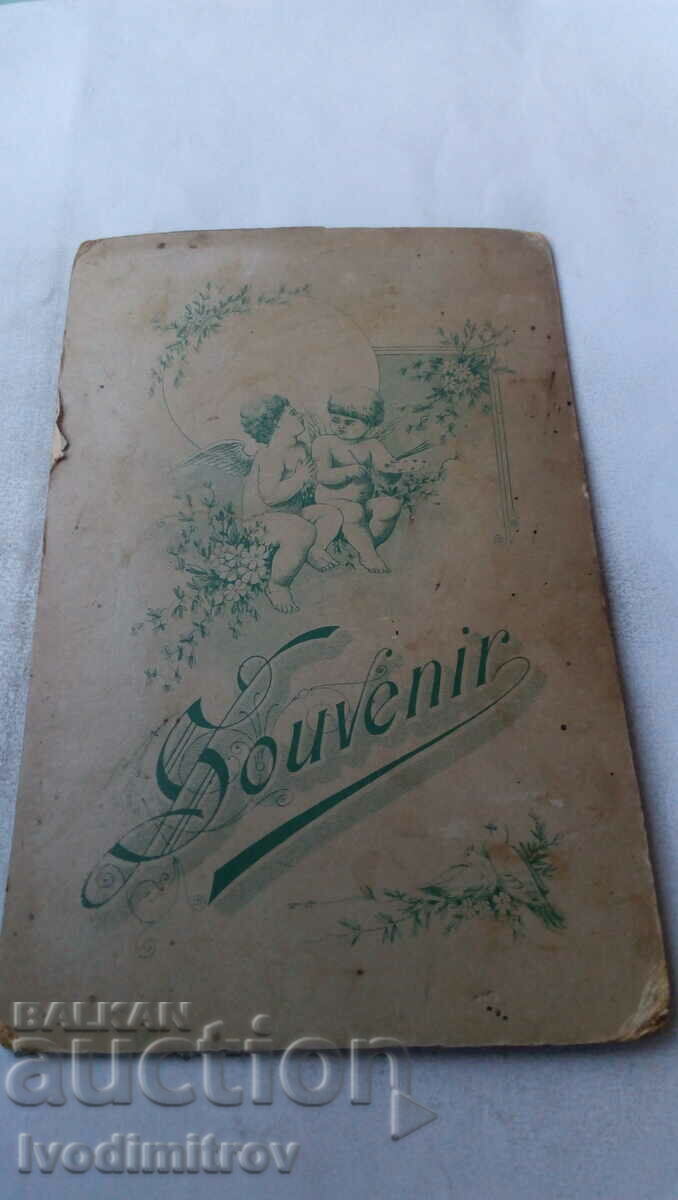 Souvenir
BALKAN
auction
Ivodimitrov